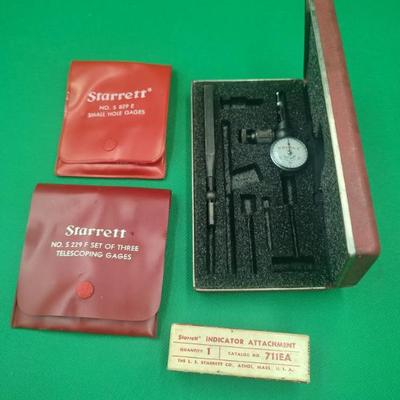 Starrett®
NO. S 829 E
SMALL HOLE GAGES
Starrett
NO. S 229 F SET OF THREE
TELESCOPING GAGES
Starrett® INDICATOR ATTACHMENT
QUANTITY 1 CATALOG NO. 711EA
THE L. S. STARRETT CO., ATHOL, MASS., U. S. A.